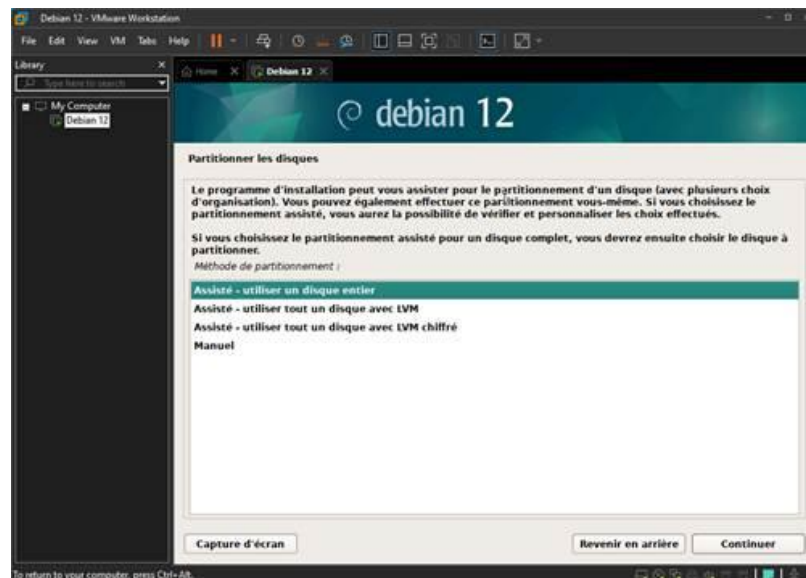 Debian 12 - VMware Workstation
File Edit View VM Tabs Help
Library
Type here to search
My Computer
Debian 12
Home
Debian 12
debian 12
Partitionner les disques
Le programme d'installation peut vous assister pour le partitionnement d'un disque (avec plusieurs choix
d'organisation). Vous pouvez également effectuer ce partitionnement vous-même. Si vous choisissez le
partitionnement assisté, vous aurez la possibilité de vérifier et personnaliser les choix effectués.
Si vous choisissez le partitionnement assisté pour un disque complet, vous devrez ensuite choisir le disque à
partitionner.
Méthode de partitionnement :
Assisté - utiliser un disque entier
Assisté - utiliser tout un disque avec LVM
Assisté - utiliser tout un disque avec LVM chiffré
Manuel
Capture d'écran
Revenir en arrière
Continuer
To return to your computer, press Ctrl+Alt.